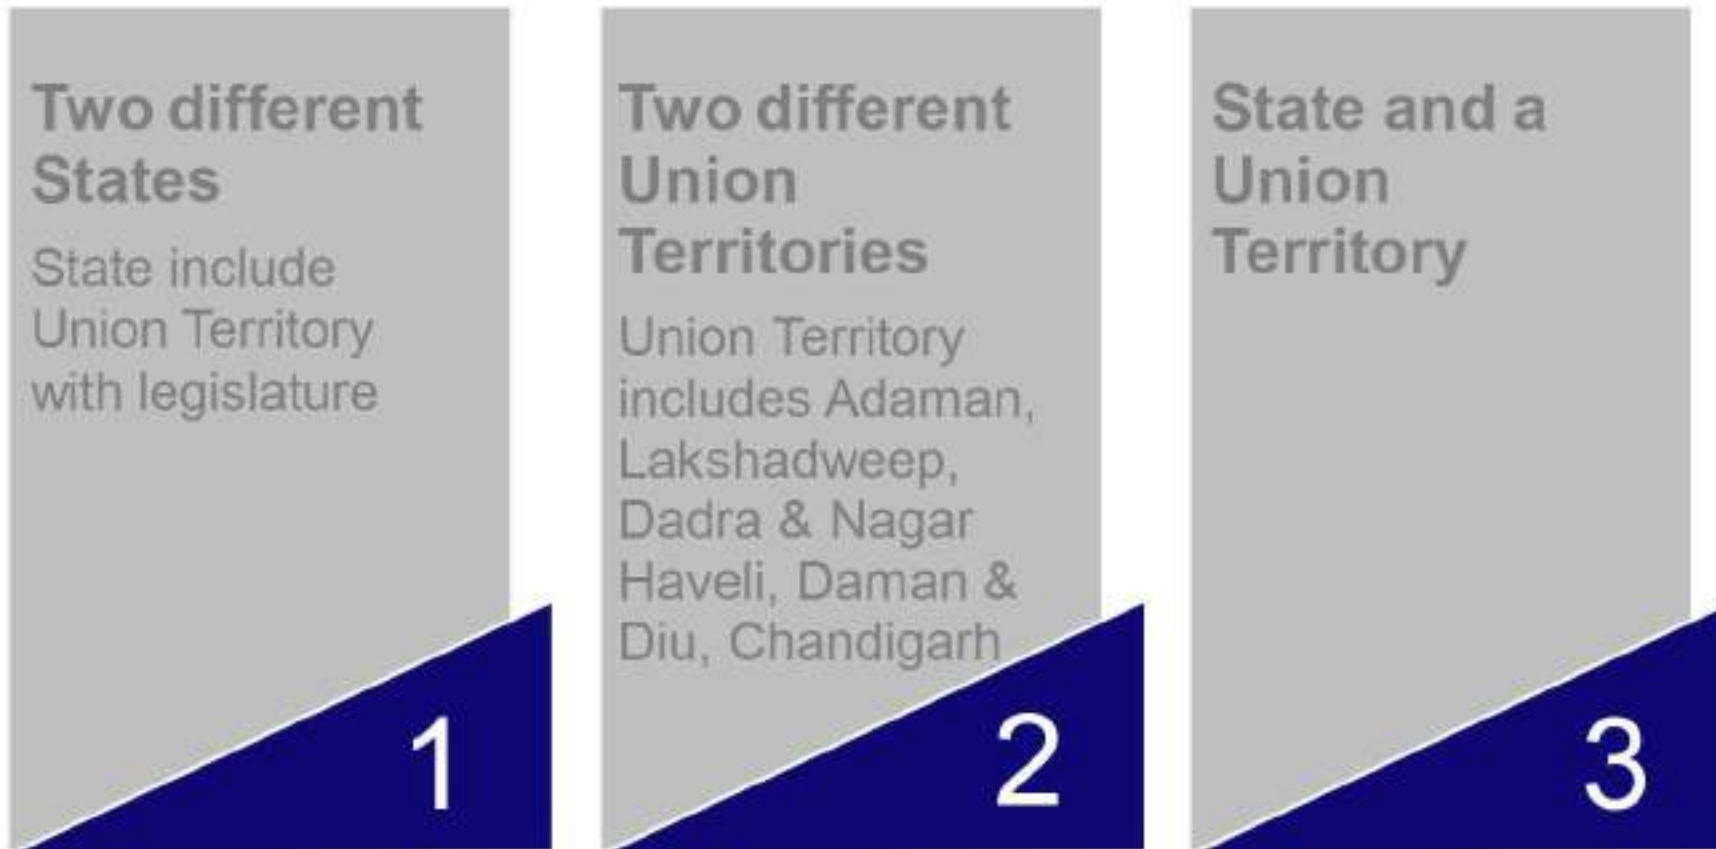 Two different
States
State include
Union Territory
with legislature
1
Two different
Union
Territories
Union Territory
includes Adaman,
Lakshadweep,
Dadra & Nagar
Haveli, Daman &
Diu, Chandigarh
2
State and a
Union
Territory
3